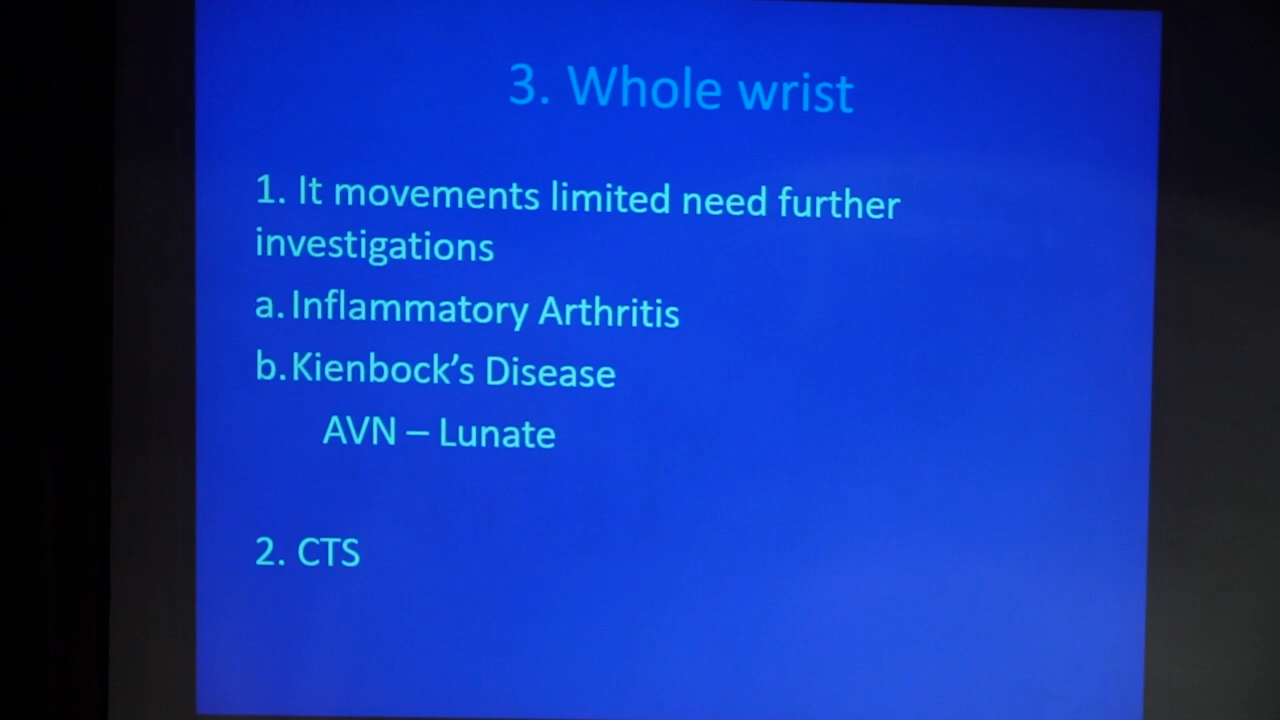 3. Whole wrist
1. It movements limited need further
investigations
a. Inflammatory Arthritis
b. Kienbock’s Disease
AVN – Lunate
2. CTS